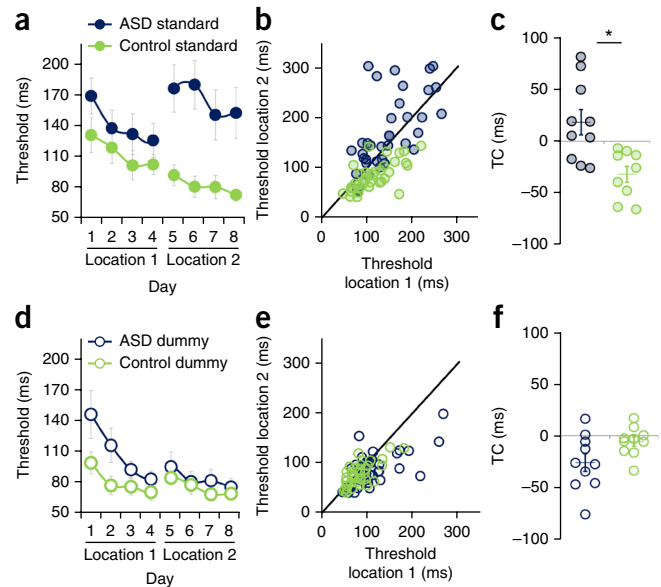 a
ASD standard
Control standard
Threshold (ms)
200
170
140
110
80
50
1 2 3 4 5 6 7 8
Location 1 Location 2
Day
b
Threshold location 2 (ms)
300
200
100
0
0 100 200 300
Threshold
location 1 (ms)
c
*
TC (ms)
100
50
0
−50
−100
d
ASD dummy
Control dummy
Threshold (ms)
200
170
140
110
80
50
1 2 3 4 5 6 7 8
Location 1 Location 2
Day
e
Threshold location 2 (ms)
300
200
100
0
0 100 200 300
Threshold
location 1 (ms)
f
TC (ms)
100
50
0
−50
−100